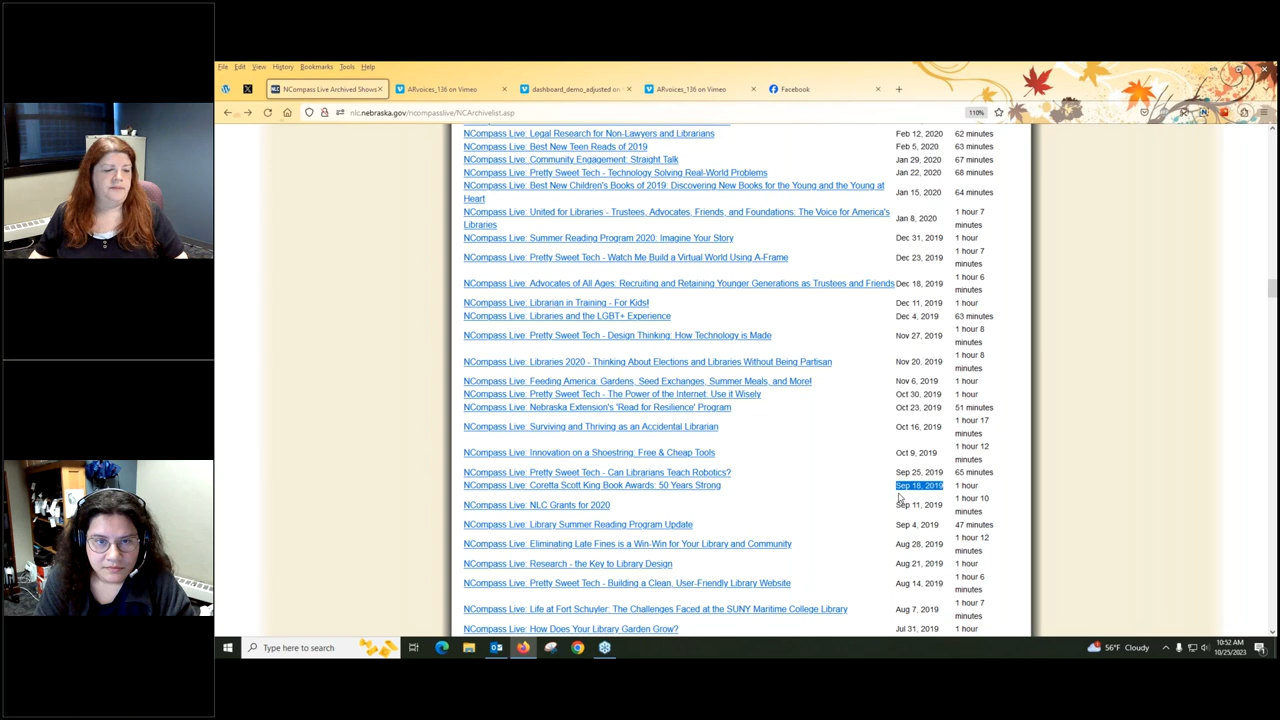 File Edit View History Bookmarks Tools Help
NCompass Live Archived Shows ARvoices_136 on Vimeo dashboard_demo_adjusted on ARvoices_136 on Vimeo Facebook
nlc.nebraska.gov/ncompasslive/NCArchivelist.asp 110%
NCompass Live: Legal Research for Non-Lawyers and Librarians Feb 12, 2020 62 minutes
NCompass Live: Best New Teen Reads of 2019 Feb 5, 2020 63 minutes
NCompass Live: Community Engagement: Straight Talk Jan 29, 2020 67 minutes
NCompass Live: Pretty Sweet Tech - Technology Solving Real-World Problems Jan 22, 2020 68 minutes
NCompass Live: Best New Children's Books of 2019: Discovering New Books for the Young and the Young at
Heart Jan 15, 2020 64 minutes
NCompass Live: United for Libraries - Trustees, Advocates, Friends, and Foundations: The Voice for America's
Libraries Jan 8, 2020 1 hour 7
minutes
NCompass Live: Summer Reading Program 2020: Imagine Your Story Dec 31, 2019 1 hour
NCompass Live: Pretty Sweet Tech - Watch Me Build a Virtual World Using A-Frame Dec 23, 2019 1 hour 7
minutes
NCompass Live: Advocates of All Ages: Recruiting and Retaining Younger Generations as Trustees and Friends Dec 18, 2019 1 hour 6
minutes
NCompass Live: Librarian in Training - For Kids! Dec 11, 2019 1 hour
NCompass Live: Libraries and the LGBT+ Experience Dec 4, 2019 63 minutes
NCompass Live: Pretty Sweet Tech - Design Thinking: How Technology is Made Nov 27, 2019 1 hour 8
minutes
NCompass Live: Libraries 2020 - Thinking About Elections and Libraries Without Being Partisan Nov 20, 2019 1 hour 8
minutes
NCompass Live: Feeding America: Gardens, Seed Exchanges, Summer Meals, and More! Nov 6, 2019 1 hour
NCompass Live: Pretty Sweet Tech - The Power of the Internet: Use it Wisely Oct 30, 2019 1 hour
NCompass Live: Nebraska Extension's 'Read for Resilience' Program Oct 23, 2019 51 minutes
NCompass Live: Surviving and Thriving as an Accidental Librarian Oct 16, 2019 1 hour 17
minutes
NCompass Live: Innovation on a Shoestring: Free & Cheap Tools Oct 9, 2019 1 hour 12
minutes
NCompass Live: Pretty Sweet Tech - Can Librarians Teach Robotics? Sep 25, 2019 65 minutes
NCompass Live: Coretta Scott King Book Awards: 50 Years Strong Sep 18, 2019 1 hour
NCompass Live: NLC Grants for 2020 Sep 11, 2019 1 hour 10
minutes
NCompass Live: Library Summer Reading Program Update Sep 4, 2019 47 minutes
NCompass Live: Eliminating Late Fines is a Win-Win for Your Library and Community Aug 28, 2019 1 hour 12
minutes
NCompass Live: Research - the Key to Library Design Aug 21, 2019 1 hour
NCompass Live: Pretty Sweet Tech - Building a Clean, User-Friendly Library Website Aug 14, 2019 1 hour 6
minutes
NCompass Live: Life at Fort Schuyler: The Challenges Faced at the SUNY Maritime College Library Aug 7, 2019 1 hour 7
minutes
NCompass Live: How Does Your Library Garden Grow? Jul 31, 2019 1 hour
Type here to search 56°F Cloudy 10:52 AM
10/25/2023